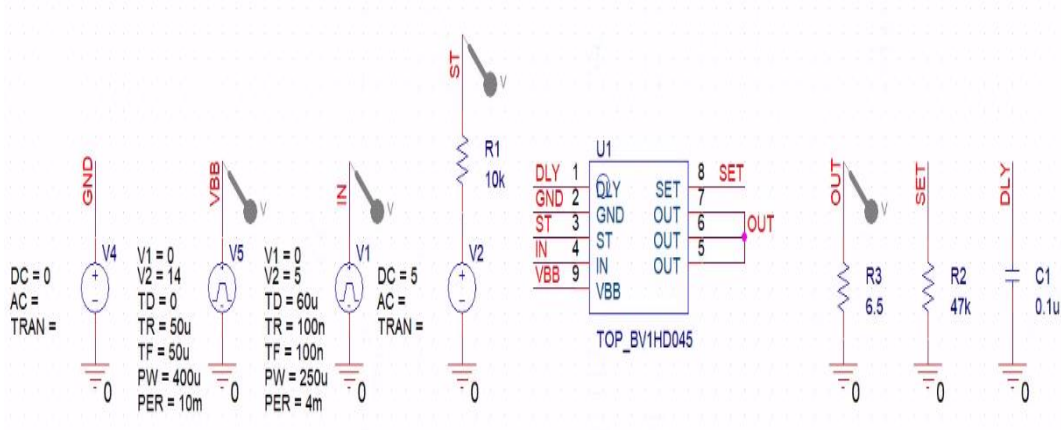 GND
V4
DC = 0
AC =
TRAN =
0
VBB
V5
V1 = 0
V2 = 14
TD = 0
TR = 50u
TF = 50u
PW = 400u
PER = 10m
0
V
IN
V1
V1 = 0
V2 = 5
TD = 60u
TR = 100n
TF = 100n
PW = 250u
PER = 4m
0
V
ST
V
R1
10k
V2
DC = 5
AC =
TRAN =
0
U1
DLY 1 DLY SET 8 SET
GND 2 GND OUT 7
ST 3 ST OUT 6 OUT
IN 4 IN OUT 5
VBB 9 VBB
TOP_BV1HD045
OUT
V
R3
6.5
0
SET
R2
47k
0
DLY
C1
0.1u
0